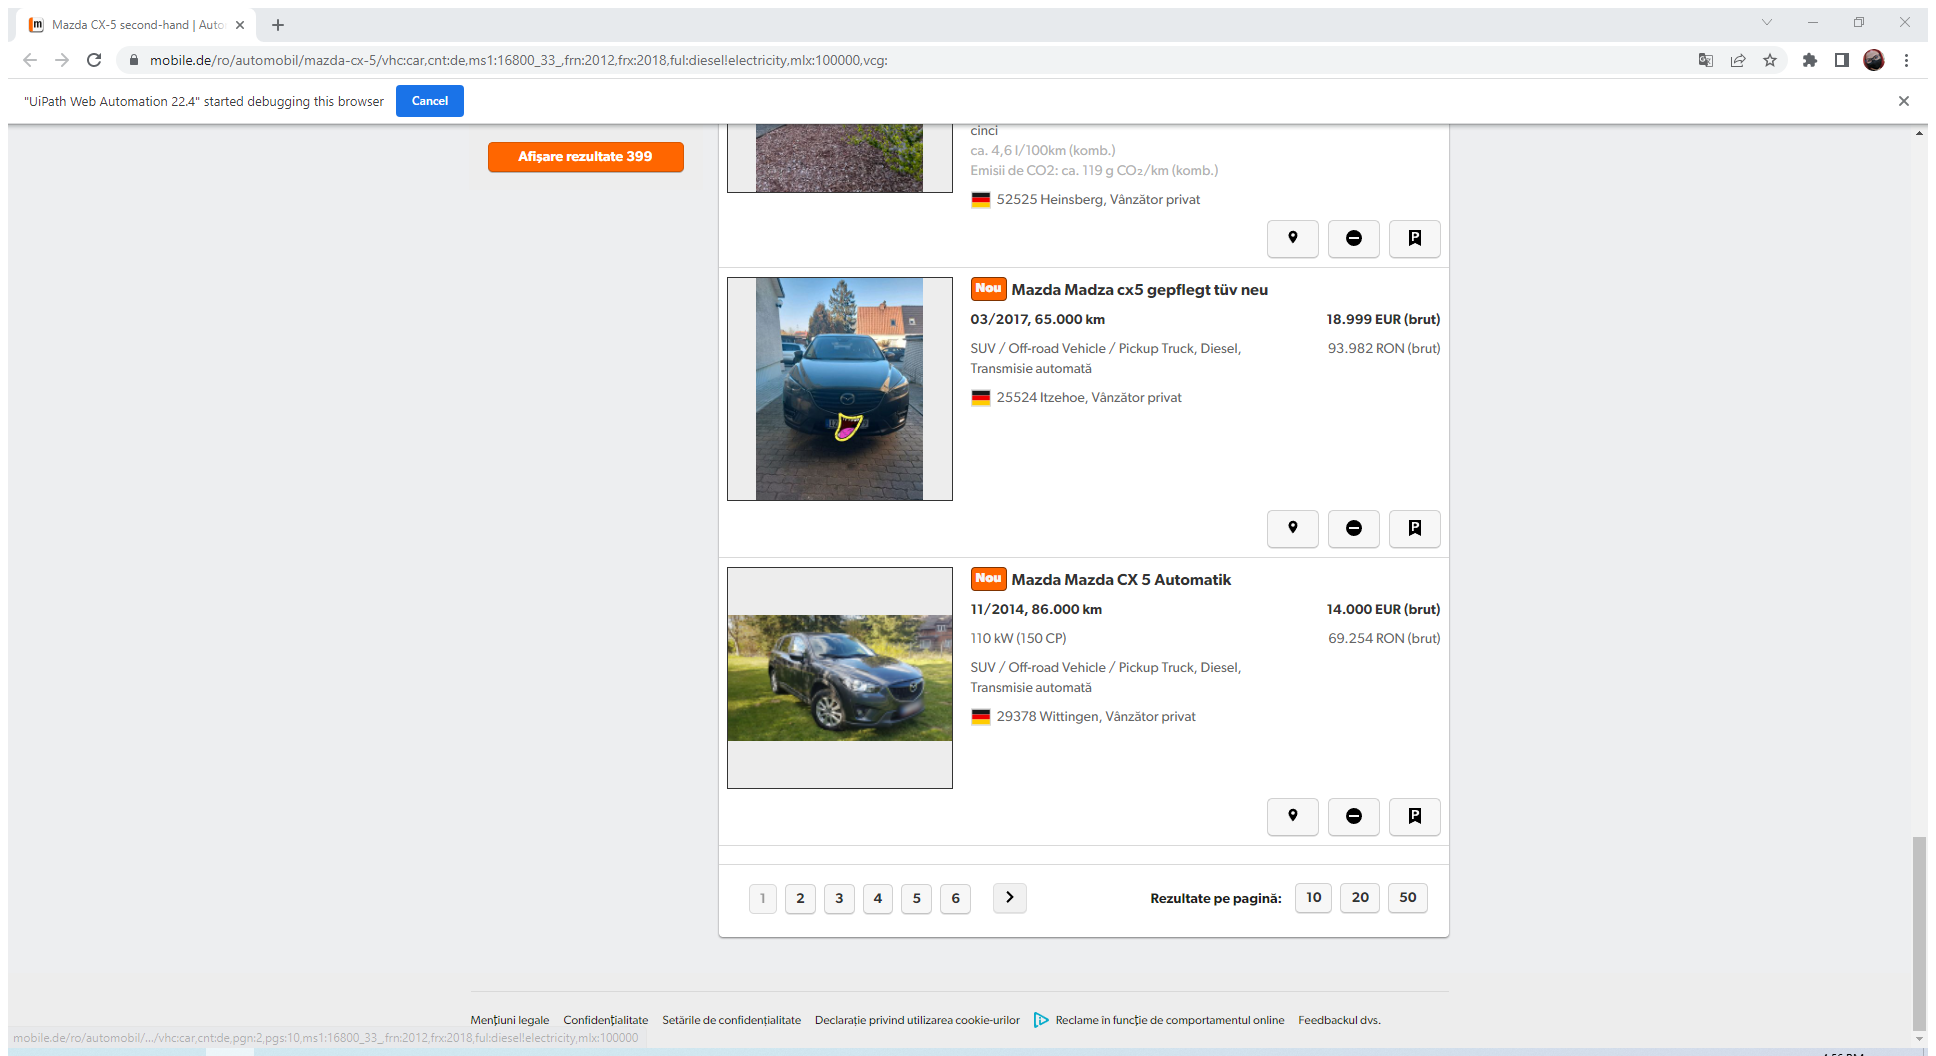 Mazda CX-5 second-hand | Auto
mobile.de/ro/automobil/mazda-cx-5/vhc:car,cnt:de,ms1:16800_33_,frn:2012,frx:2018,ful:diesel!electricity,mlx:100000,vcg:
"UiPath Web Automation 22.4" started debugging this browser
Cancel
Afișare rezultate 399
cinci
ca. 4,6 l/100km (komb.)
Emisii de CO2: ca. 119 g CO₂/km (komb.)
52525 Heinsberg, Vânzător privat
Nou Mazda Madza cx5 gepflegt tüv neu
03/2017, 65.000 km 18.999 EUR (brut)
SUV / Off-road Vehicle / Pickup Truck, Diesel, 93.982 RON (brut)
Transmisie automată
25524 Itzehoe, Vânzător privat
Nou Mazda Mazda CX 5 Automatik
11/2014, 86.000 km 14.000 EUR (brut)
110 kW (150 CP) 69.254 RON (brut)
SUV / Off-road Vehicle / Pickup Truck, Diesel,
Transmisie automată
29378 Wittingen, Vânzător privat
1 2 3 4 5 6 Rezultate pe pagină: 10 20 50
Mențiuni legale Confidențialitate Setările de confidențialitate Declarație privind utilizarea cookie-urilor Reclame în funcție de comportamentul online Feedbackul dvs.
mobile.de/ro/automobil/.../vhc:car,cnt:de,pgn:2,pgs:10,ms1:16800_33_,frn:2012,frx:2018,ful:diesel!electricity,mlx:100000